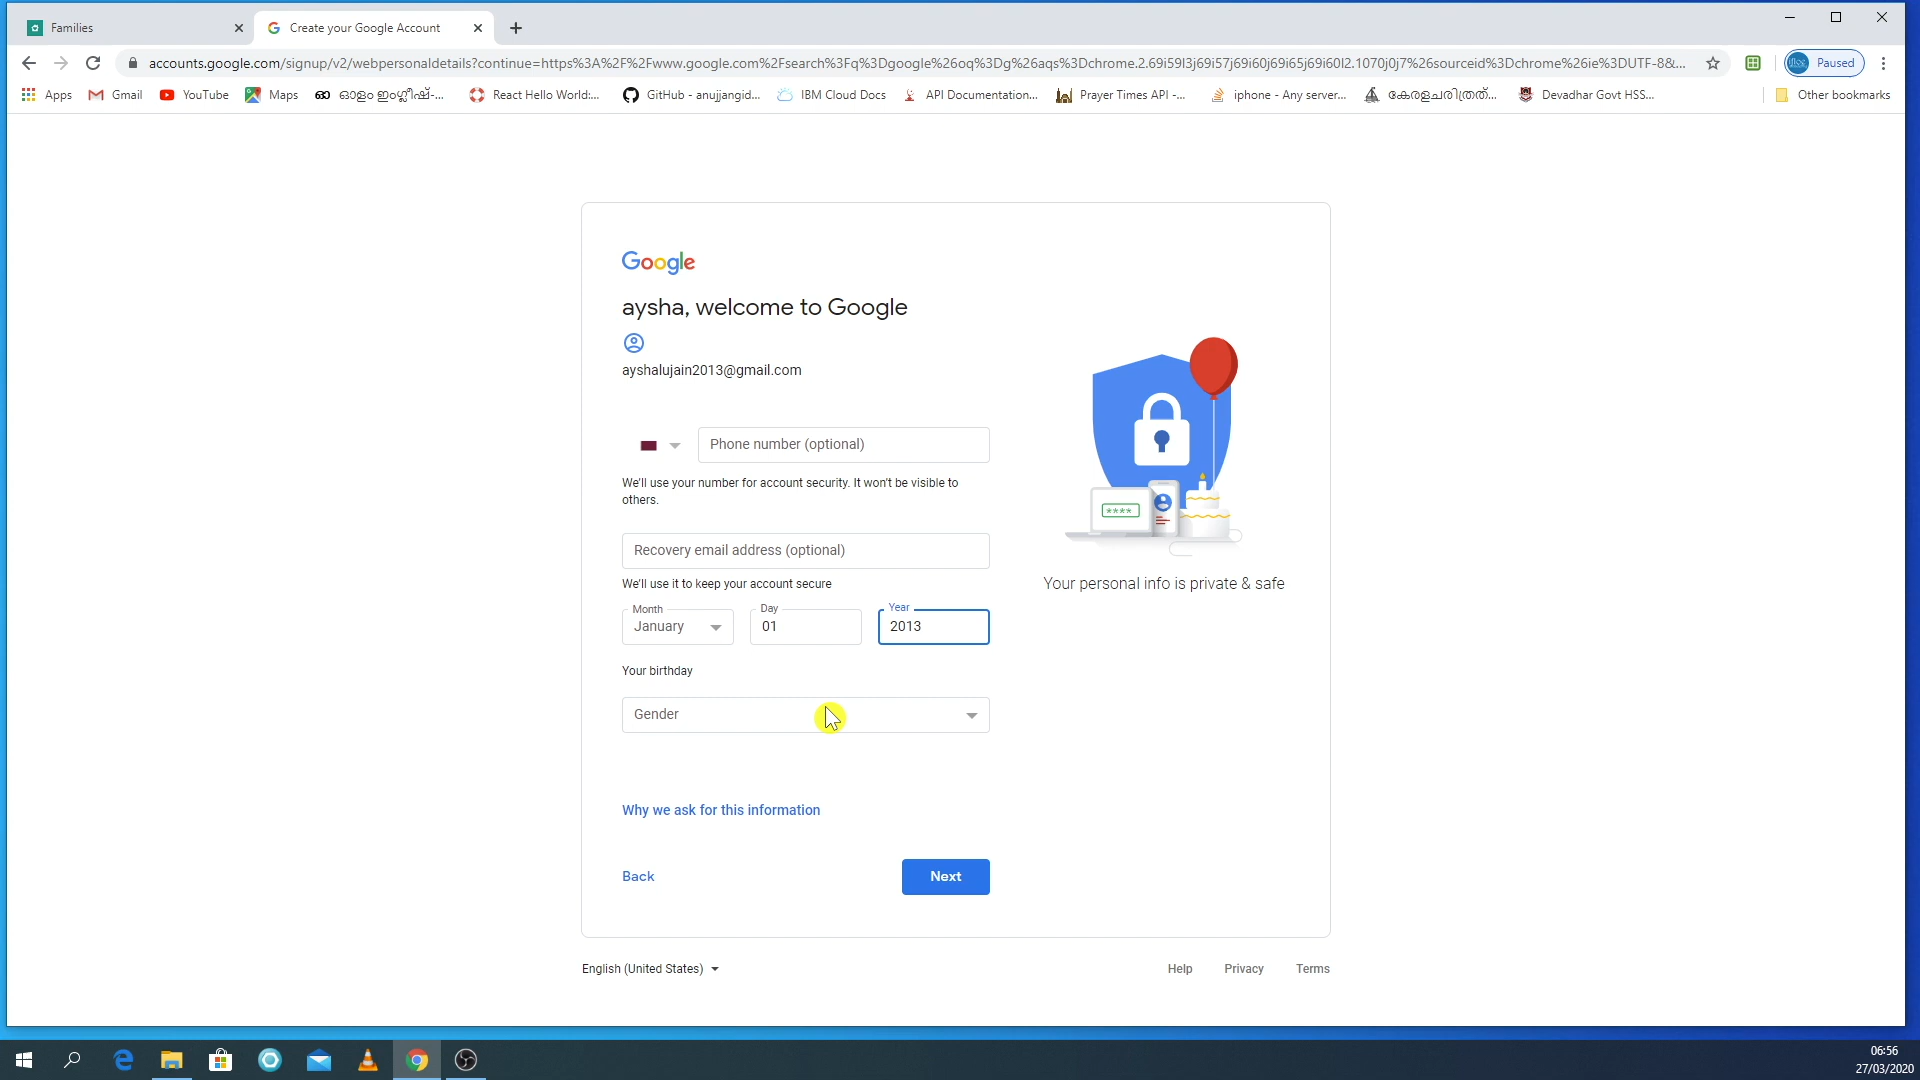 Families
Create your Google Account
accounts.google.com/signup/v2/webpersonaldetails?continue=https%3A%2F%2Fwww.google.com%2Fsearch%3Fq%3Dgoogle%26oq%3Dg%26aqs%3Dchrome.2.69i59l3j69i57j69i60j69i65j69i60l2.1070j0j7%26sourceid%3Dchrome%26ie%3DUTF-8&...
Paused
Apps
Gmail
YouTube
Maps
ഓളം ഇംഗ്ലീഷ്-...
React Hello World:...
GitHub - anujjangid...
IBM Cloud Docs
API Documentation...
Prayer Times API -...
iphone - Any server...
കേരളചരിത്രത്...
Devadhar Govt HSS...
Other bookmarks
Google
aysha, welcome to Google
ayshalujain2013@gmail.com
Phone number (optional)
We'll use your number for account security. It won't be visible to
others.
Recovery email address (optional)
We'll use it to keep your account secure
Month
January
Day
01
Year
2013
Your birthday
Gender
Why we ask for this information
Back
Next
****
Your personal info is private & safe
English (United States)
Help
Privacy
Terms
06:56
27/03/2020